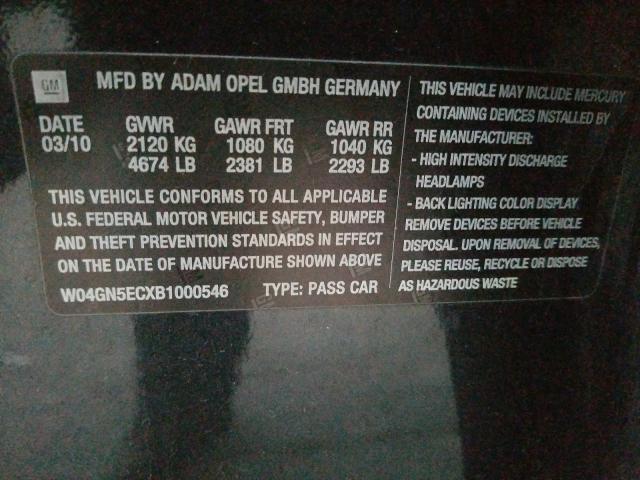 GM
MFD BY ADAM OPEL GMBH GERMANY
DATE GVWR GAWR FRT GAWR RR
03/10 2120 KG 1080 KG 1040 KG
4674 LB 2381 LB 2293 LB
THIS VEHICLE CONFORMS TO ALL APPLICABLE
U.S. FEDERAL MOTOR VEHICLE SAFETY, BUMPER
AND THEFT PREVENTION STANDARDS IN EFFECT
ON THE DATE OF MANUFACTURE SHOWN ABOVE
W04GN5ECXB1000546 TYPE: PASS CAR
THIS VEHICLE MAY INCLUDE MERCURY
CONTAINING DEVICES INSTALLED BY
THE MANUFACTURER:
- HIGH INTENSITY DISCHARGE
HEADLAMPS
- BACK LIGHTING COLOR DISPLAY
REMOVE DEVICES BEFORE VEHICLE
DISPOSAL. UPON REMOVAL OF DEVICES,
PLEASE REUSE, RECYCLE OR DISPOSE
AS HAZARDOUS WASTE